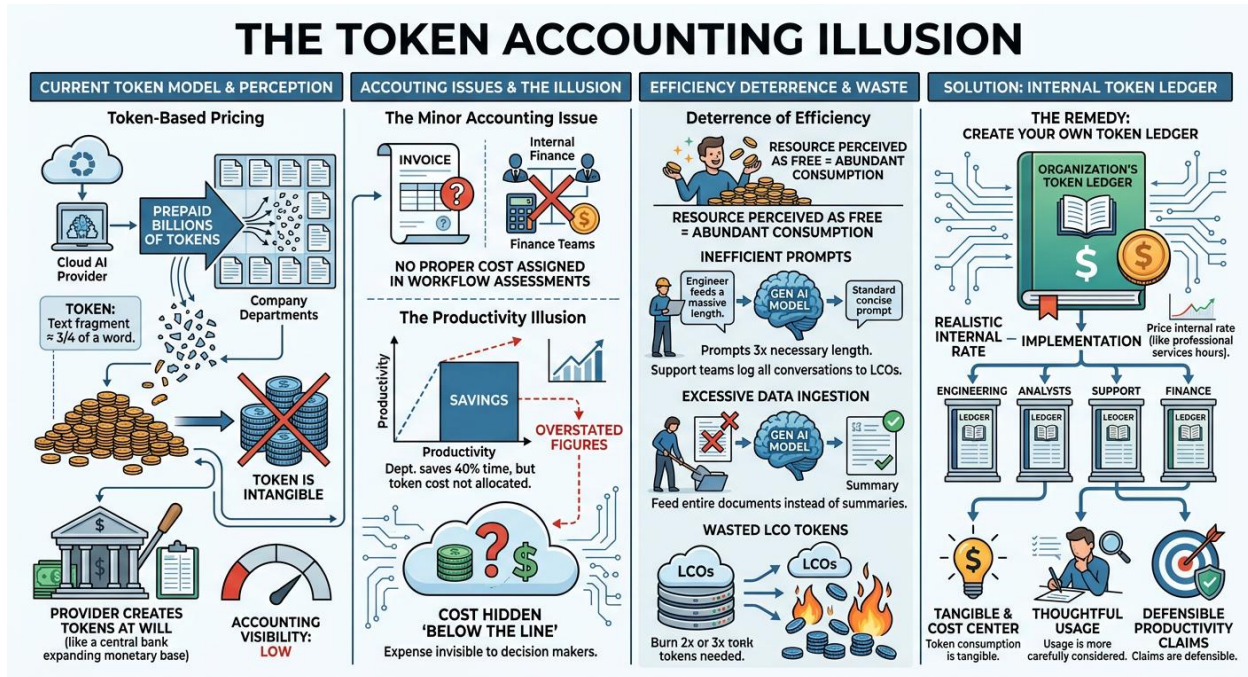 THE TOKEN ACCOUNTING ILLUSION
CURRENT TOKEN MODEL & PERCEPTION
Token-Based Pricing
Cloud AI
Provider
PREPAID
BILLIONS
OF TOKENS
Company
Departments
TOKEN:
Text fragment
≈ 3/4 of a word.
TOKEN IS
INTANGIBLE
$
PROVIDER CREATES
TOKENS AT WILL
(like a central bank
expanding monetary base)
ACCOUNTING
VISIBILITY:
LOW
ACCOUTING ISSUES & THE ILLUSION
The Minor Accounting Issue
INVOICE
?
?
Internal
Finance
$
Finance Teams
NO PROPER COST ASSIGNED
IN WORKFLOW ASSESSMENTS
The Productivity Illusion
Productivity
SAVINGS
Productivity
OVERSTATED
FIGURES
Dept. saves 40% time, but
token cost not allocated.
? $
COST HIDDEN
'BELOW THE LINE'
Expense invisible to decision makers.
EFFICIENCY DETERRENCE & WASTE
Deterrence of Efficiency
RESOURCE PERCEIVED
AS FREE = ABUNDANT
CONSUMPTION
RESOURCE PERCEIVED AS FREE
= ABUNDANT CONSUMPTION
INEFFICIENT PROMPTS
Engineer
feeds a
massive
length.
GEN AI
MODEL
Standard
concise
prompt
Prompts 3x necessary length.
Support teams log all conversations to LCOs.
EXCESSIVE DATA INGESTION
GEN AI
MODEL
Summary
Feed entire documents instead of summaries.
WASTED LCO TOKENS
LCOs
LCOs
Burn 2x or 3x tokk
tokens needed.
SOLUTION: INTERNAL TOKEN LEDGER
THE REMEDY:
CREATE YOUR OWN TOKEN LEDGER
ORGANIZATION'S
TOKEN LEDGER
$
$
REALISTIC
INTERNAL
RATE
IMPLEMENTATION
Price internal rate
(like professional
services hours).
ENGINEERING
ANALYSTS
SUPPORT
FINANCE
LEDGER
LEDGER
LEOCER
LEDGER
$
TANGIBLE &
COST CENTER
Token consumption
is tangible.
THOUGHTFUL
USAGE
Usage is more
carefully considered.
DEFENSIBLE
PRODUCTIVITY
CLAIMS
Claims are defensible.